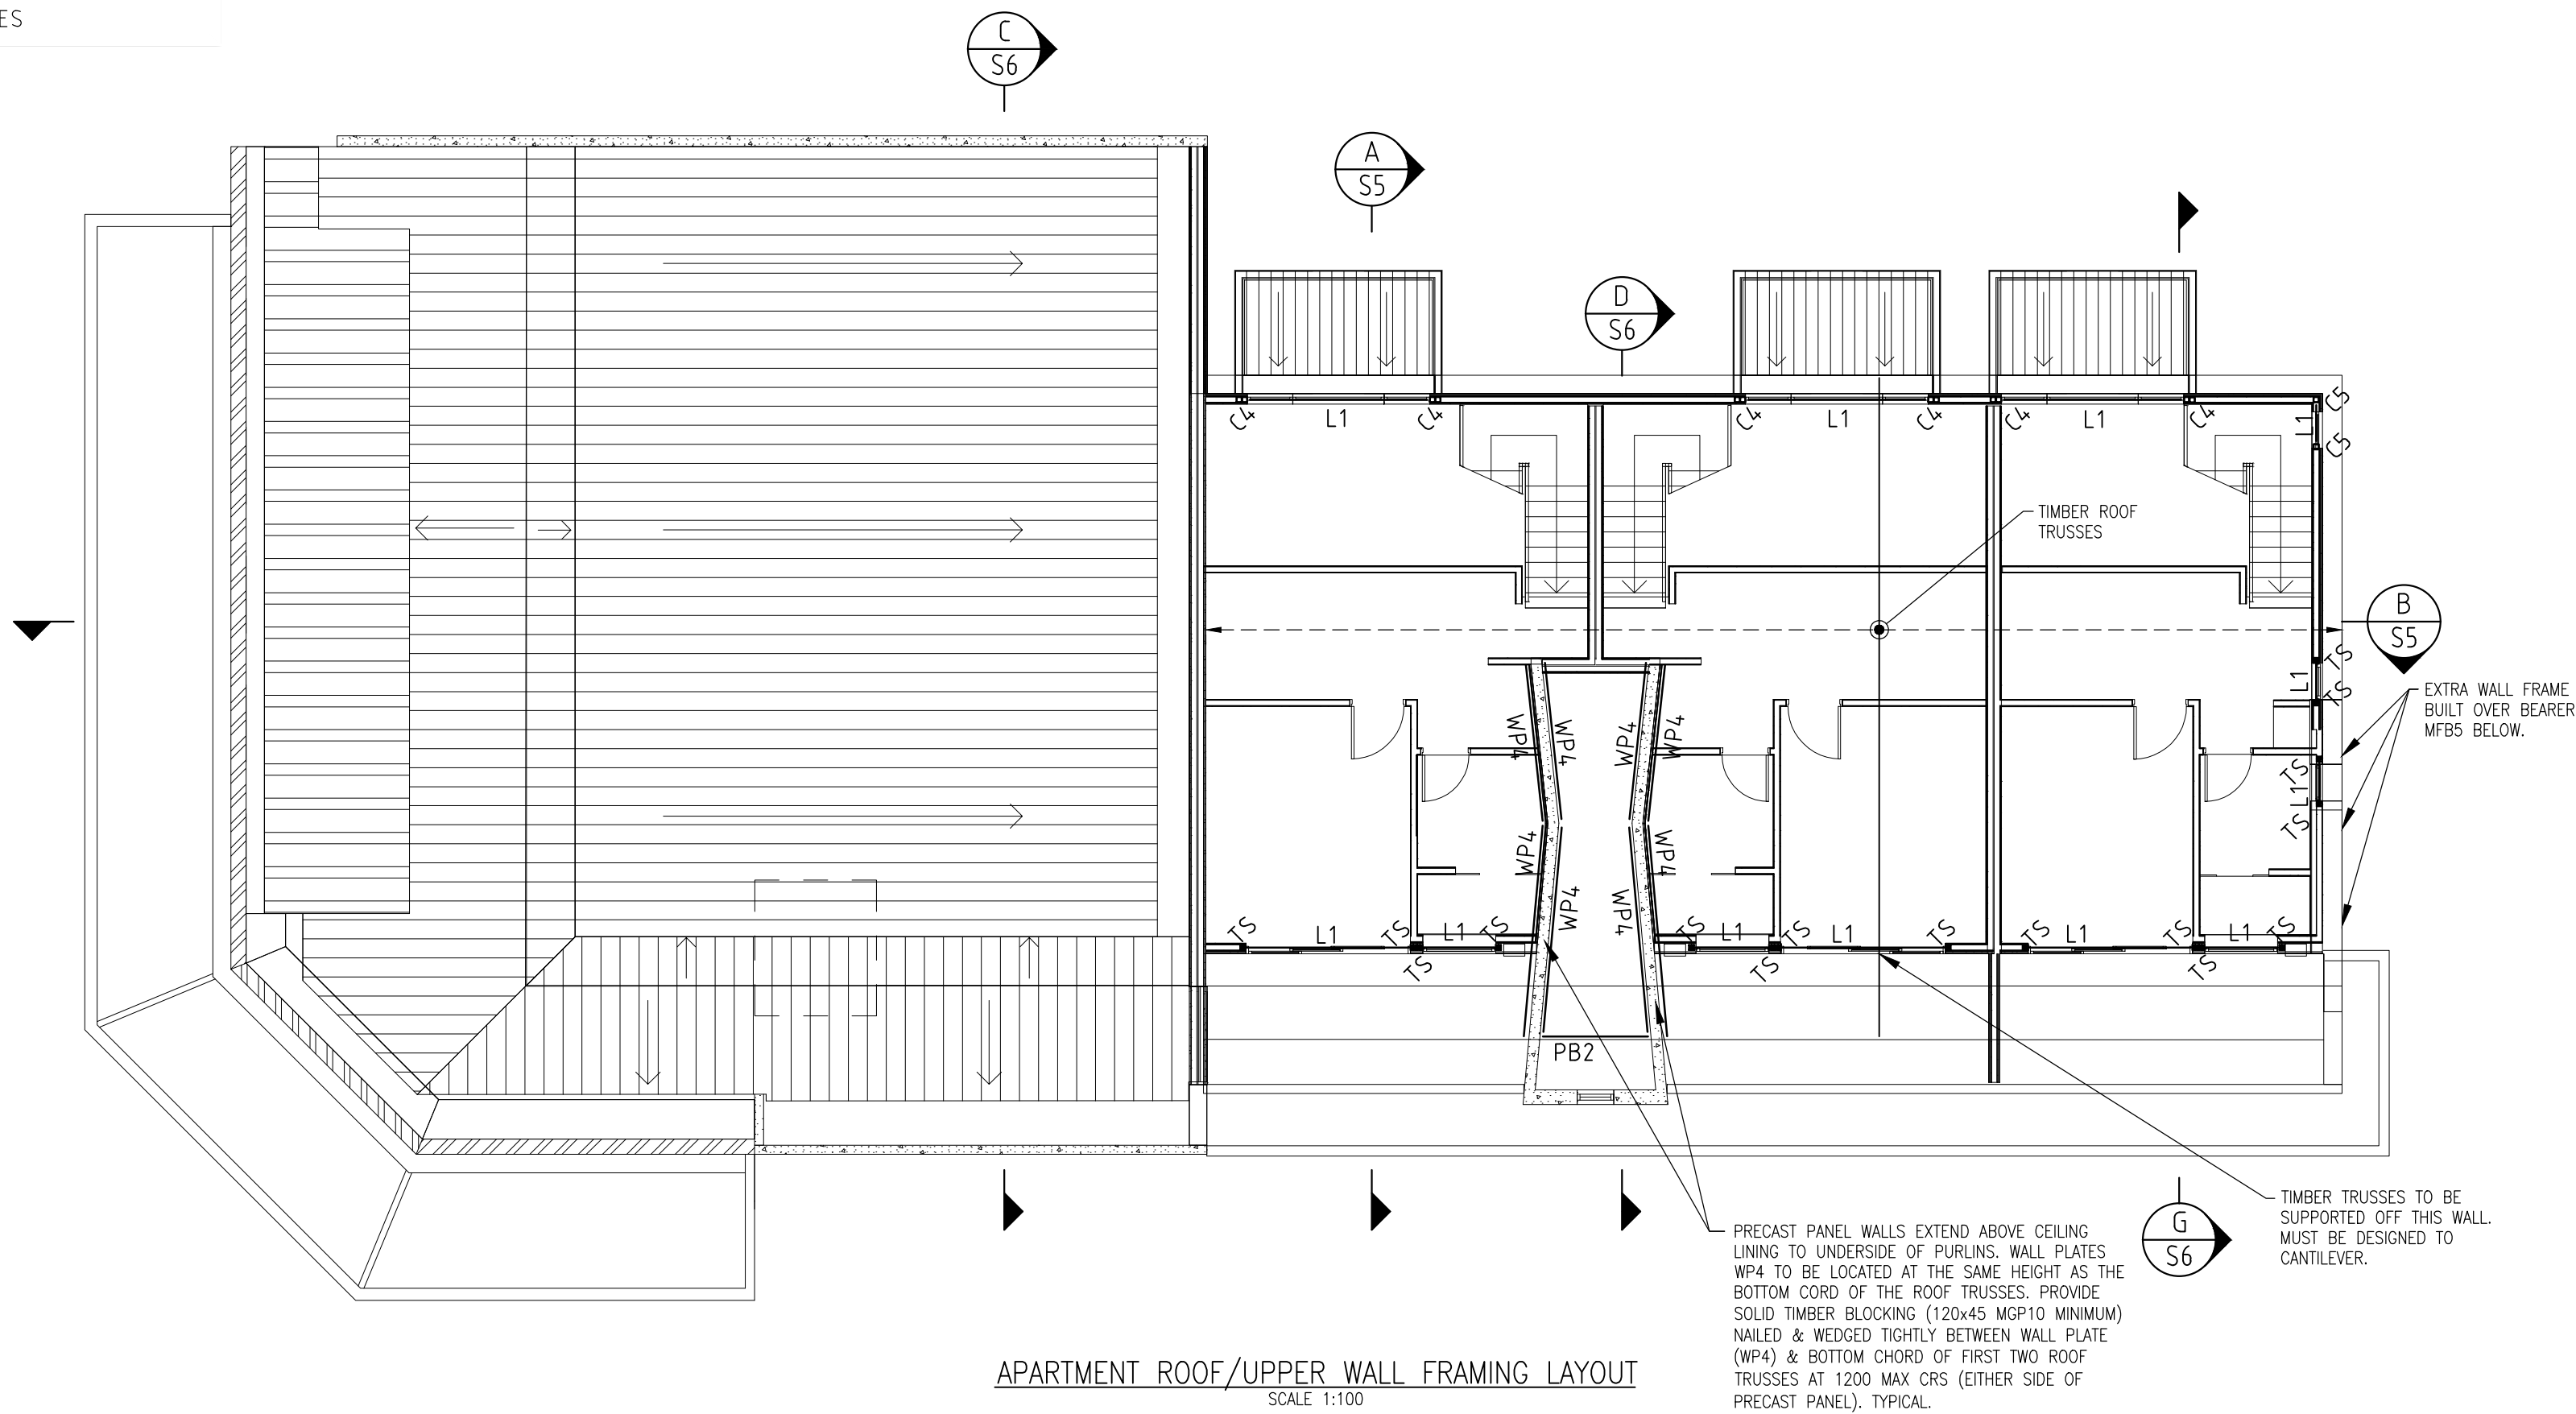 ES
C
S6
A
S5
D
S6
C4
L1
C4
C4
L1
C4
C4
L1
C4
L1
C5
C5
TIMBER ROOF
TRUSSES
B
S5
TS
L1
TS
EXTRA WALL FRAME
BUILT OVER BEARER
MFB5 BELOW.
WP4
WP4
WP4
WP4
TS
L1
TS
WP4
WP4
WP4
WP4
TS
L1
TS
L1
TS
TS
TS
L1
TS
L1
TS
TS
L1
TS
L1
TS
TS
TS
PB2
TIMBER TRUSSES TO BE
SUPPORTED OFF THIS WALL.
MUST BE DESIGNED TO
CANTILEVER.
G
S6
PRECAST PANEL WALLS EXTEND ABOVE CEILING
LINING TO UNDERSIDE OF PURLINS. WALL PLATES
WP4 TO BE LOCATED AT THE SAME HEIGHT AS THE
BOTTOM CORD OF THE ROOF TRUSSES. PROVIDE
SOLID TIMBER BLOCKING (120x45 MGP10 MINIMUM)
NAILED & WEDGED TIGHTLY BETWEEN WALL PLATE
(WP4) & BOTTOM CHORD OF FIRST TWO ROOF
TRUSSES AT 1200 MAX CRS (EITHER SIDE OF
PRECAST PANEL). TYPICAL.
APARTMENT ROOF/UPPER WALL FRAMING LAYOUT
SCALE 1:100